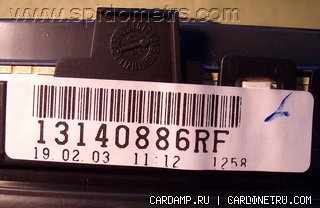 www.spidometrs.com
13140886RF
19.02.03 11:12 1258
CARDAMP.RU | CARDINETRU.COM